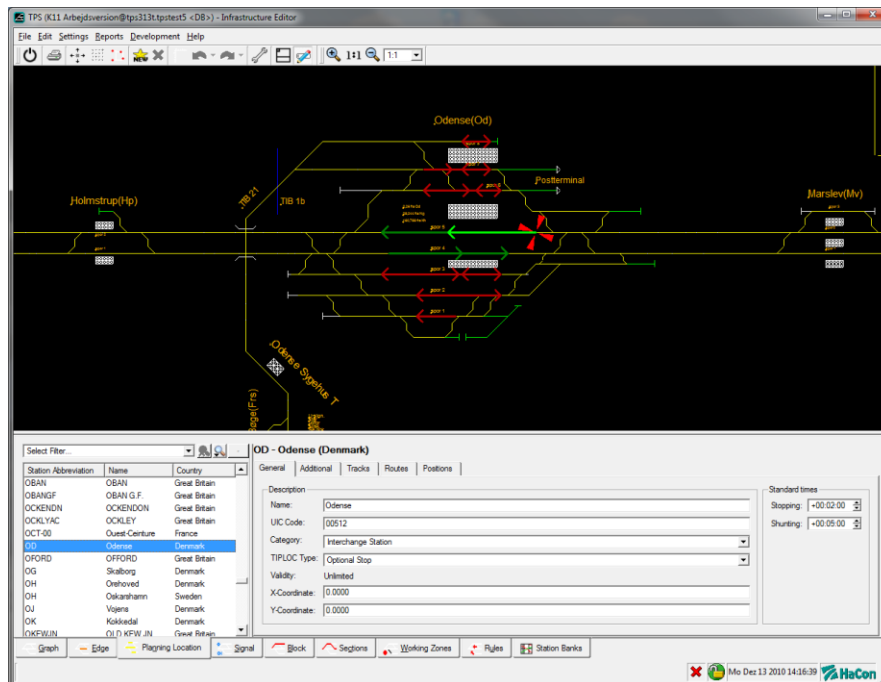 TPS (K11 Arbejdsversion@tps313t.tpstest5 <DB>) - Infrastructure Editor
File Edit Settings Reports Development Help
NEW 1:1 1:1
Odense(Od)
Postterminal
Holmstrup(Hp)
TIB 21
TIB 1b
Marslev(Mv)
Odense Sygehus T
Bøge(Frs)
Select Filter...
Station Abbreviation Name Country
OBAN OBAN Great Britain
OBANGF OBAN G.F. Great Britain
OCKENDN OCKENDON Great Britain
OCKLYAC OCKLEY Great Britain
OCT-00 Ouest-Ceinture France
OD Odense Denmark
OFORD OFFORD Great Britain
OG Skalborg Denmark
OH Orehoved Denmark
OH Oskarshamn Sweden
OJ Vojens Denmark
OK Kokkedal Denmark
OKEWJN OLD KEW JN Great Britain
OD - Odense (Denmark)
General Additional Tracks Routes Positions
Description
Name: Odense
UIC Code: 00512
Category: Interchange Station
TIPLOC Type: Optional Stop
Validity: Unlimited
X-Coordinate: 0.0000
Y-Coordinate: 0.0000
Standard times
Stopping: +00:02:00
Shunting: +00:05:00
Graph Edge Planning Location Signal Block Sections Working Zones Rules Station Banks
Mo Dez 13 2010 14:16:39 HaCon